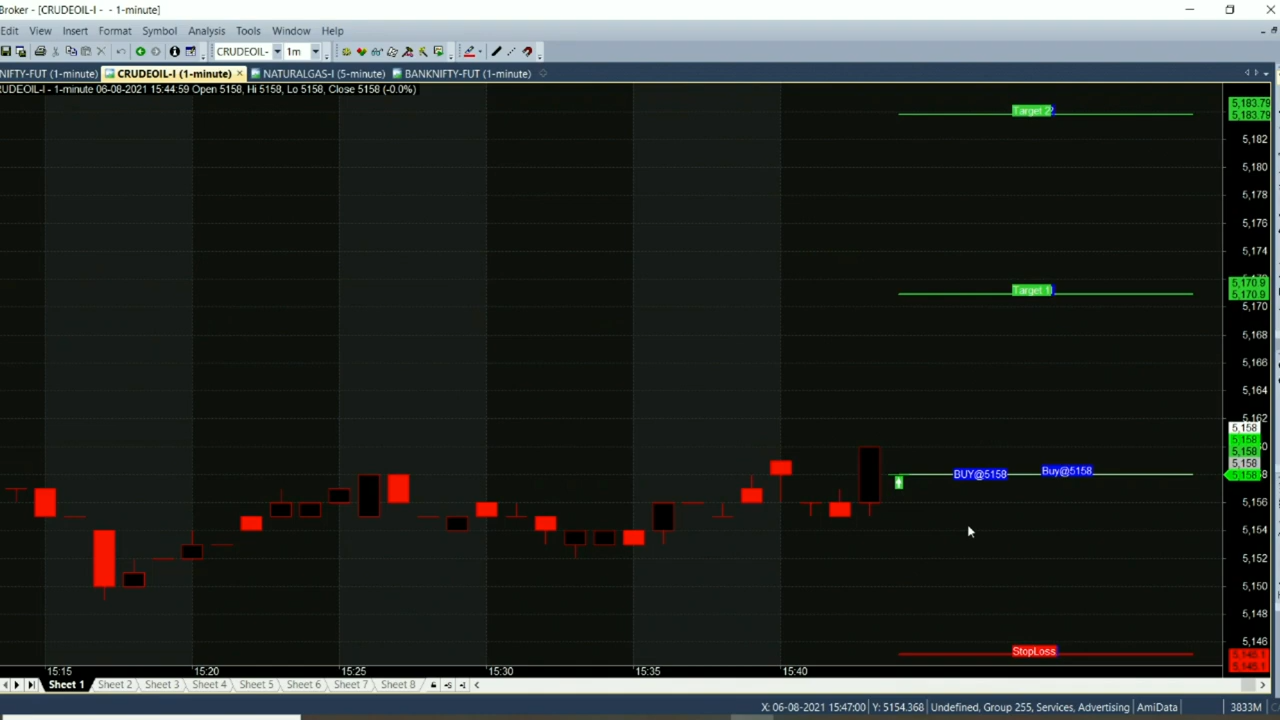 Broker - [CRUDEOIL-I - - 1-minute]
Edit View Insert Format Symbol Analysis Tools Window Help
CRUDEOIL- 1m
NIFTY-FUT (1-minute) CRUDEOIL-I (1-minute) NATURALGAS-I (5-minute) BANKNIFTY-FUT (1-minute)
RUDEOIL-I - 1-minute 06-08-2021 15:44:59 Open 5158, Hi 5158, Lo 5158, Close 5158 (-0.0%)
5,183.79
Target 2
5,183.79
5,182
5,180
5,178
5,176
5,174
5,170.9
Target 1
5,170.9
5,170
5,168
5,166
5,164
5,162
5,158
5,158
5,158
5,158
BUY@5158 Buy@5158 5,158
5,156
5,154
5,152
5,150
5,148
5,146
StopLoss
5,145.1
5,145.1
15:15 15:20 15:25 15:30 15:35 15:40
Sheet 1 Sheet 2 Sheet 3 Sheet 4 Sheet 5 Sheet 6 Sheet 7 Sheet 8
X: 06-08-2021 15:47:00 Y: 5154.368 Undefined, Group 255, Services, Advertising AmiData 3833M